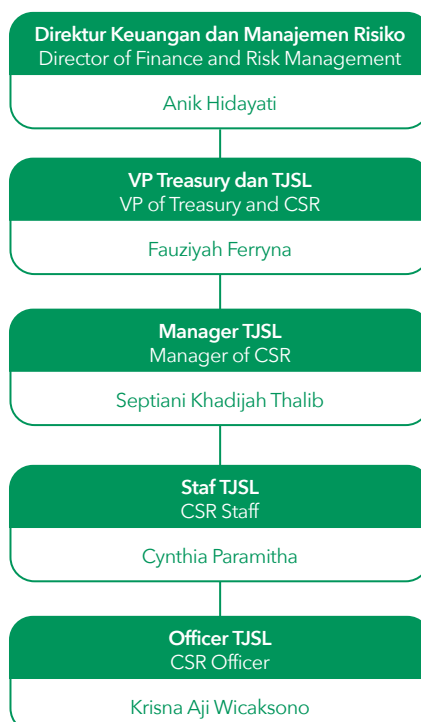 Direktur Keuangan dan Manajemen Risiko
Director of Finance and Risk Management
Anik Hidayati
VP Treasury dan TJSL
VP of Treasury and CSR
Fauziyah Ferryna
Manager TJSL
Manager of CSR
Septiani Khadijah Thalib
Staf TJSL
CSR Staff
Cynthia Paramitha
Officer TJSL
CSR Officer
Krisna Aji Wicaksono